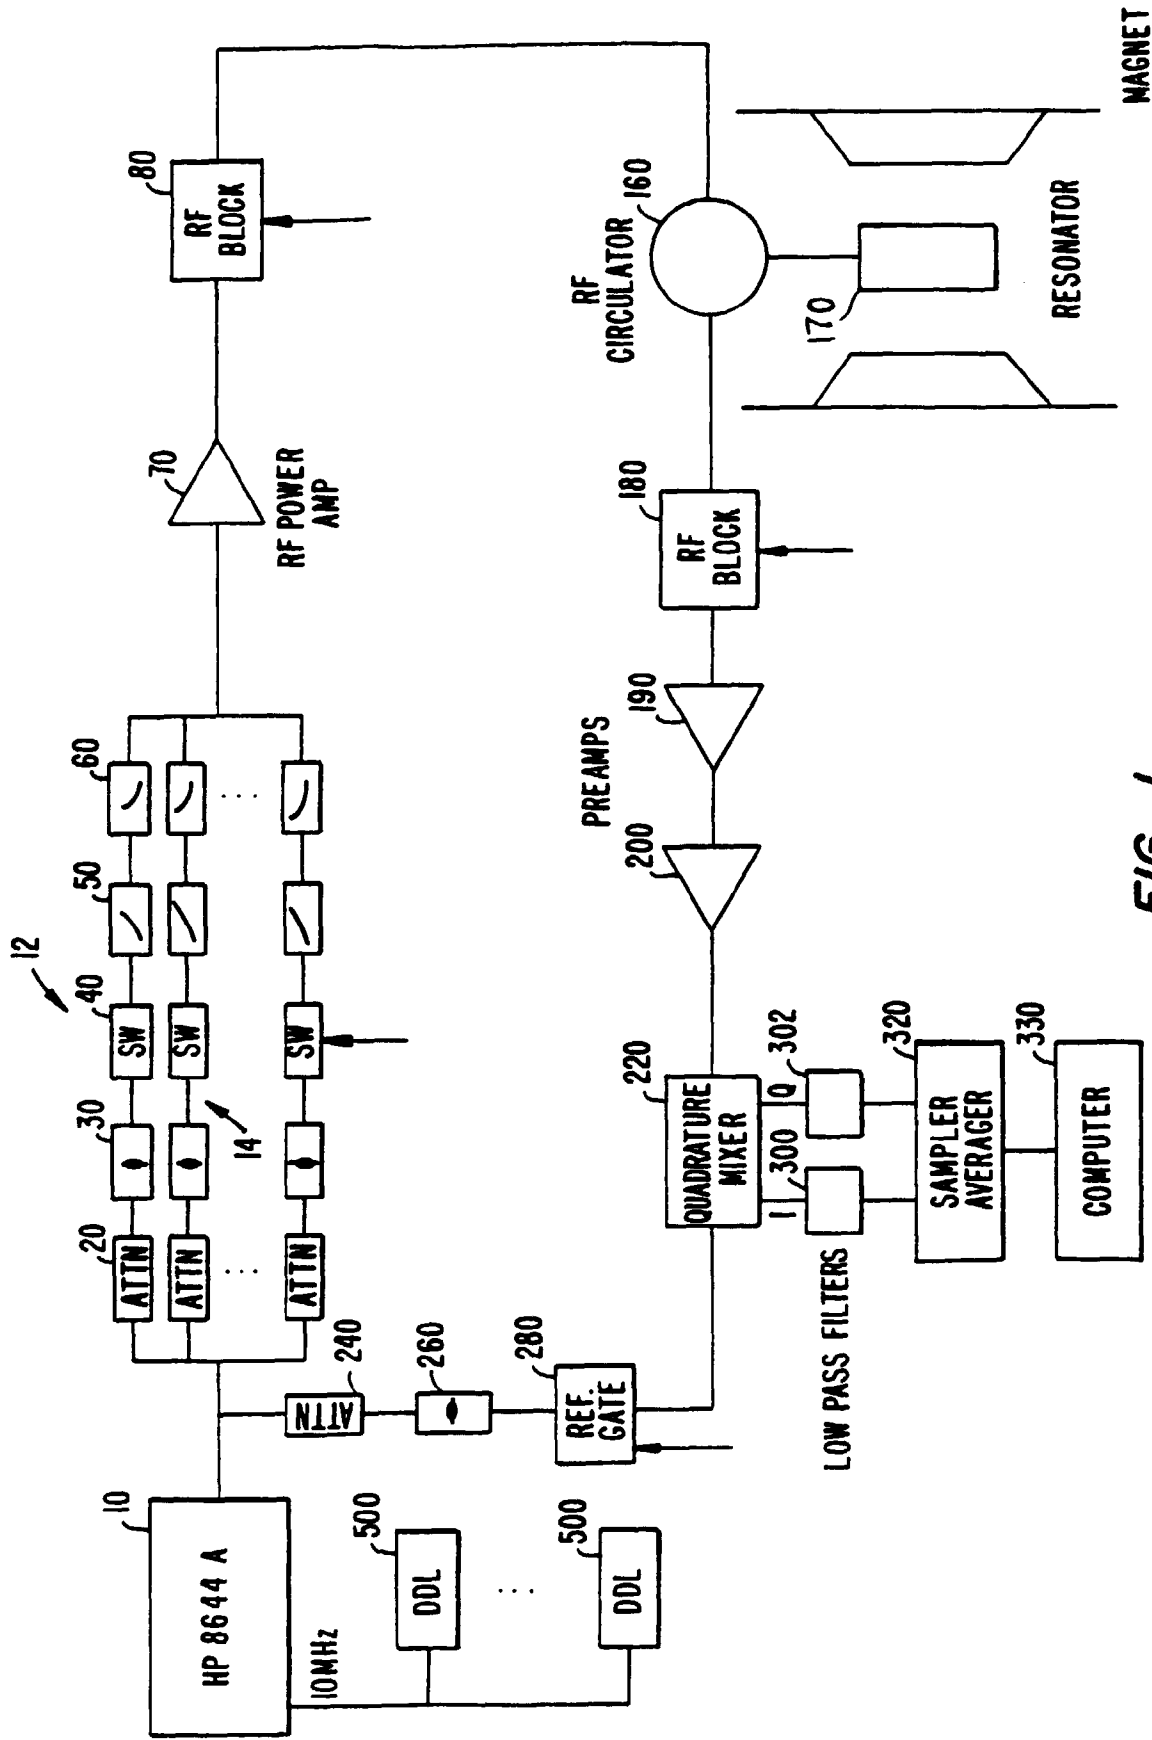 12
10
HP 8644 A
10MHz
500
DDL
...
500
DDL
20
ATTN
ATTN
...
ATTN
30
14
40
SW
SW
SW
50
60
...
70
RF POWER
AMP
80
RF
BLOCK
240
ATTN
260
280
REF.
GATE
220
QUADRATURE
MIXER
I
Q
300
302
LOW PASS FILTERS
320
SAMPLER
AVERAGER
330
COMPUTER
200
PREAMPS
190
180
RF
BLOCK
RF
CIRCULATOR
160
170
RESONATOR
MAGNET